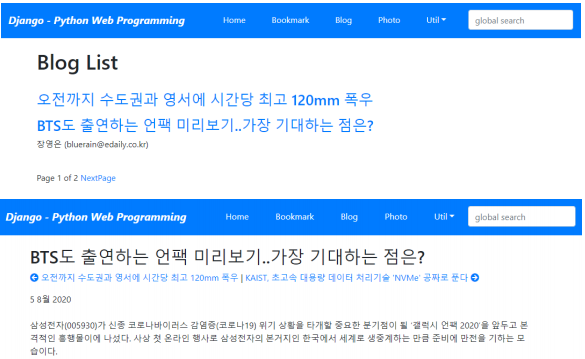 Django - Python Web Programming Home Bookmark Blog Photo Util global search
Blog List
오전까지 수도권과 영서에 시간당 최고 120mm 폭우
BTS도 출연하는 언팩 미리보기..가장 기대하는 점은?
장영은 (bluerain@edaily.co.kr)
Page 1 of 2 NextPage
Django - Python Web Programming Home Bookmark Blog Photo Util global search
BTS도 출연하는 언팩 미리보기..가장 기대하는 점은?
오전까지 수도권과 영서에 시간당 최고 120mm 폭우 | KAIST, 초고속 대용량 데이터 처리기술 'NVMe' 공짜로 푼다
5 8월 2020
삼성전자(005930)가 신종 코로나바이러스 감염증(코로나19) 위기 상황을 타개할 중요한 분기점이 될 '갤럭시 언팩 2020'을 앞두고 본
격적인 흥행몰이에 나섰다. 사상 첫 온라인 행사로 삼성전자의 본거지인 한국에서 세계로 생중계하는 만큼 준비에 만전을 기하는 모
습이다.